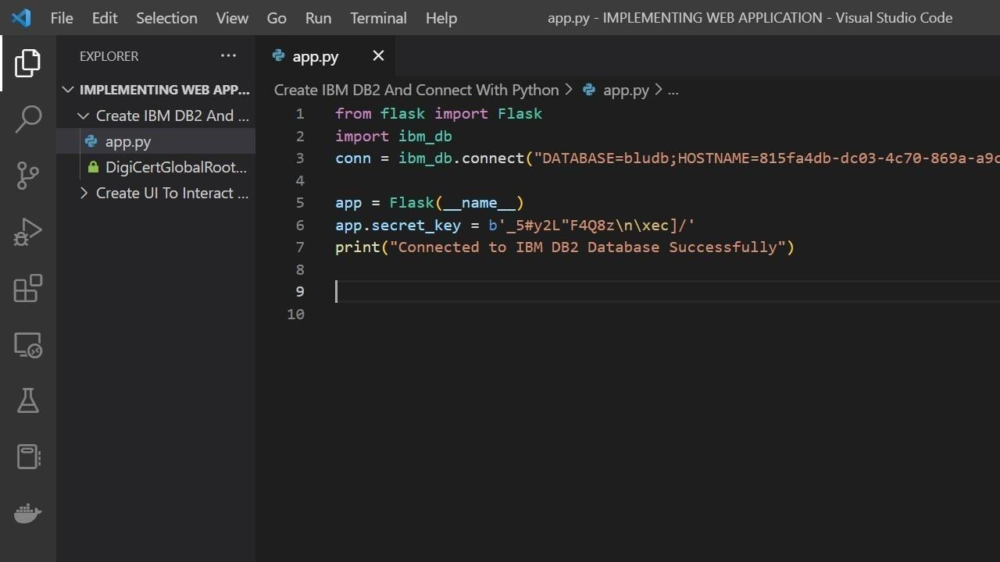 File Edit Selection View Go Run Terminal Help app.py - IMPLEMENTING WEB APPLICATION - Visual Studio Code
EXPLORER ...
IMPLEMENTING WEB APP...
Create IBM DB2 And ...
app.py
DigiCertGlobalRoot...
Create UI To Interact ...
app.py
Create IBM DB2 And Connect With Python > app.py > ...
1 from flask import Flask
2 import ibm_db
3 conn = ibm_db.connect("DATABASE=bludb;HOSTNAME=815fa4db-dc03-4c70-869a-a9c
4
5 app = Flask(__name__)
6 app.secret_key = b'_5#y2L"F4Q8z\n\xec]/'
7 print("Connected to IBM DB2 Database Successfully")
8
9
10